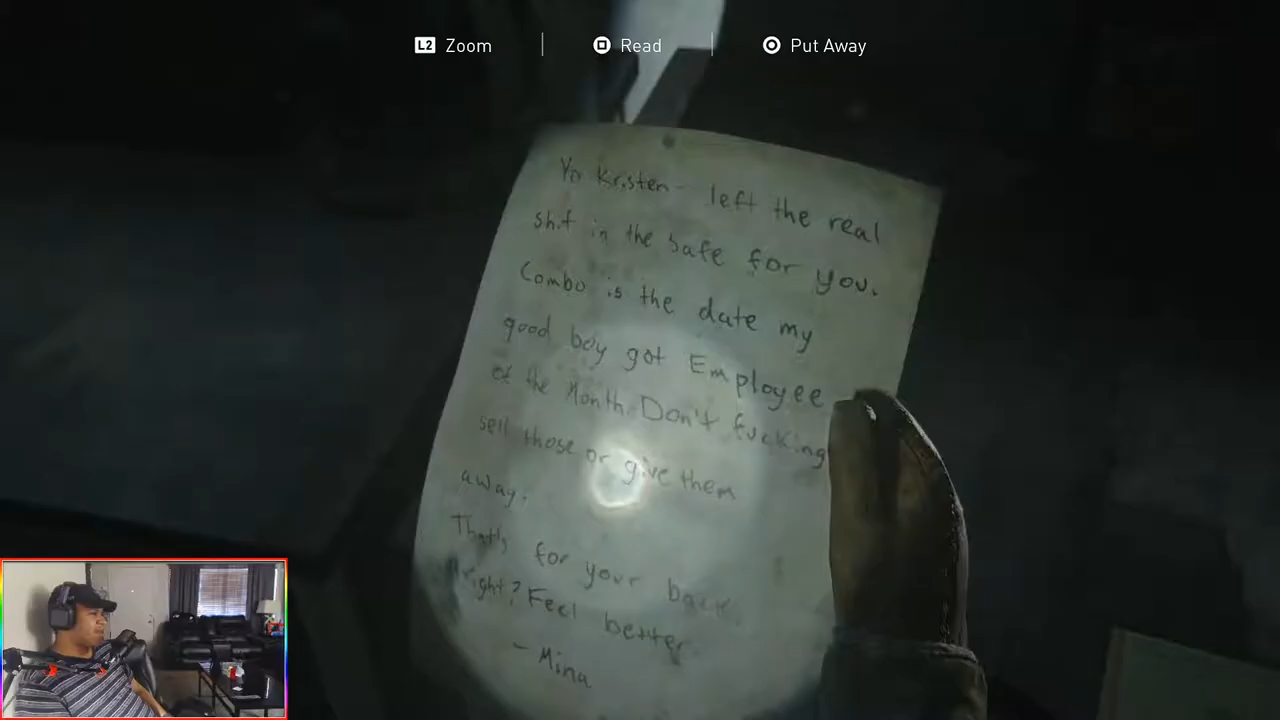 L2 Zoom | Read | Put Away
Yo Kristen - left the real
shit in the safe for you.
Combo is the date my
good boy got Employee
of the Month. Don't fucking
sell those or give them
away.
That's for your back
right? Feel better
- Mina